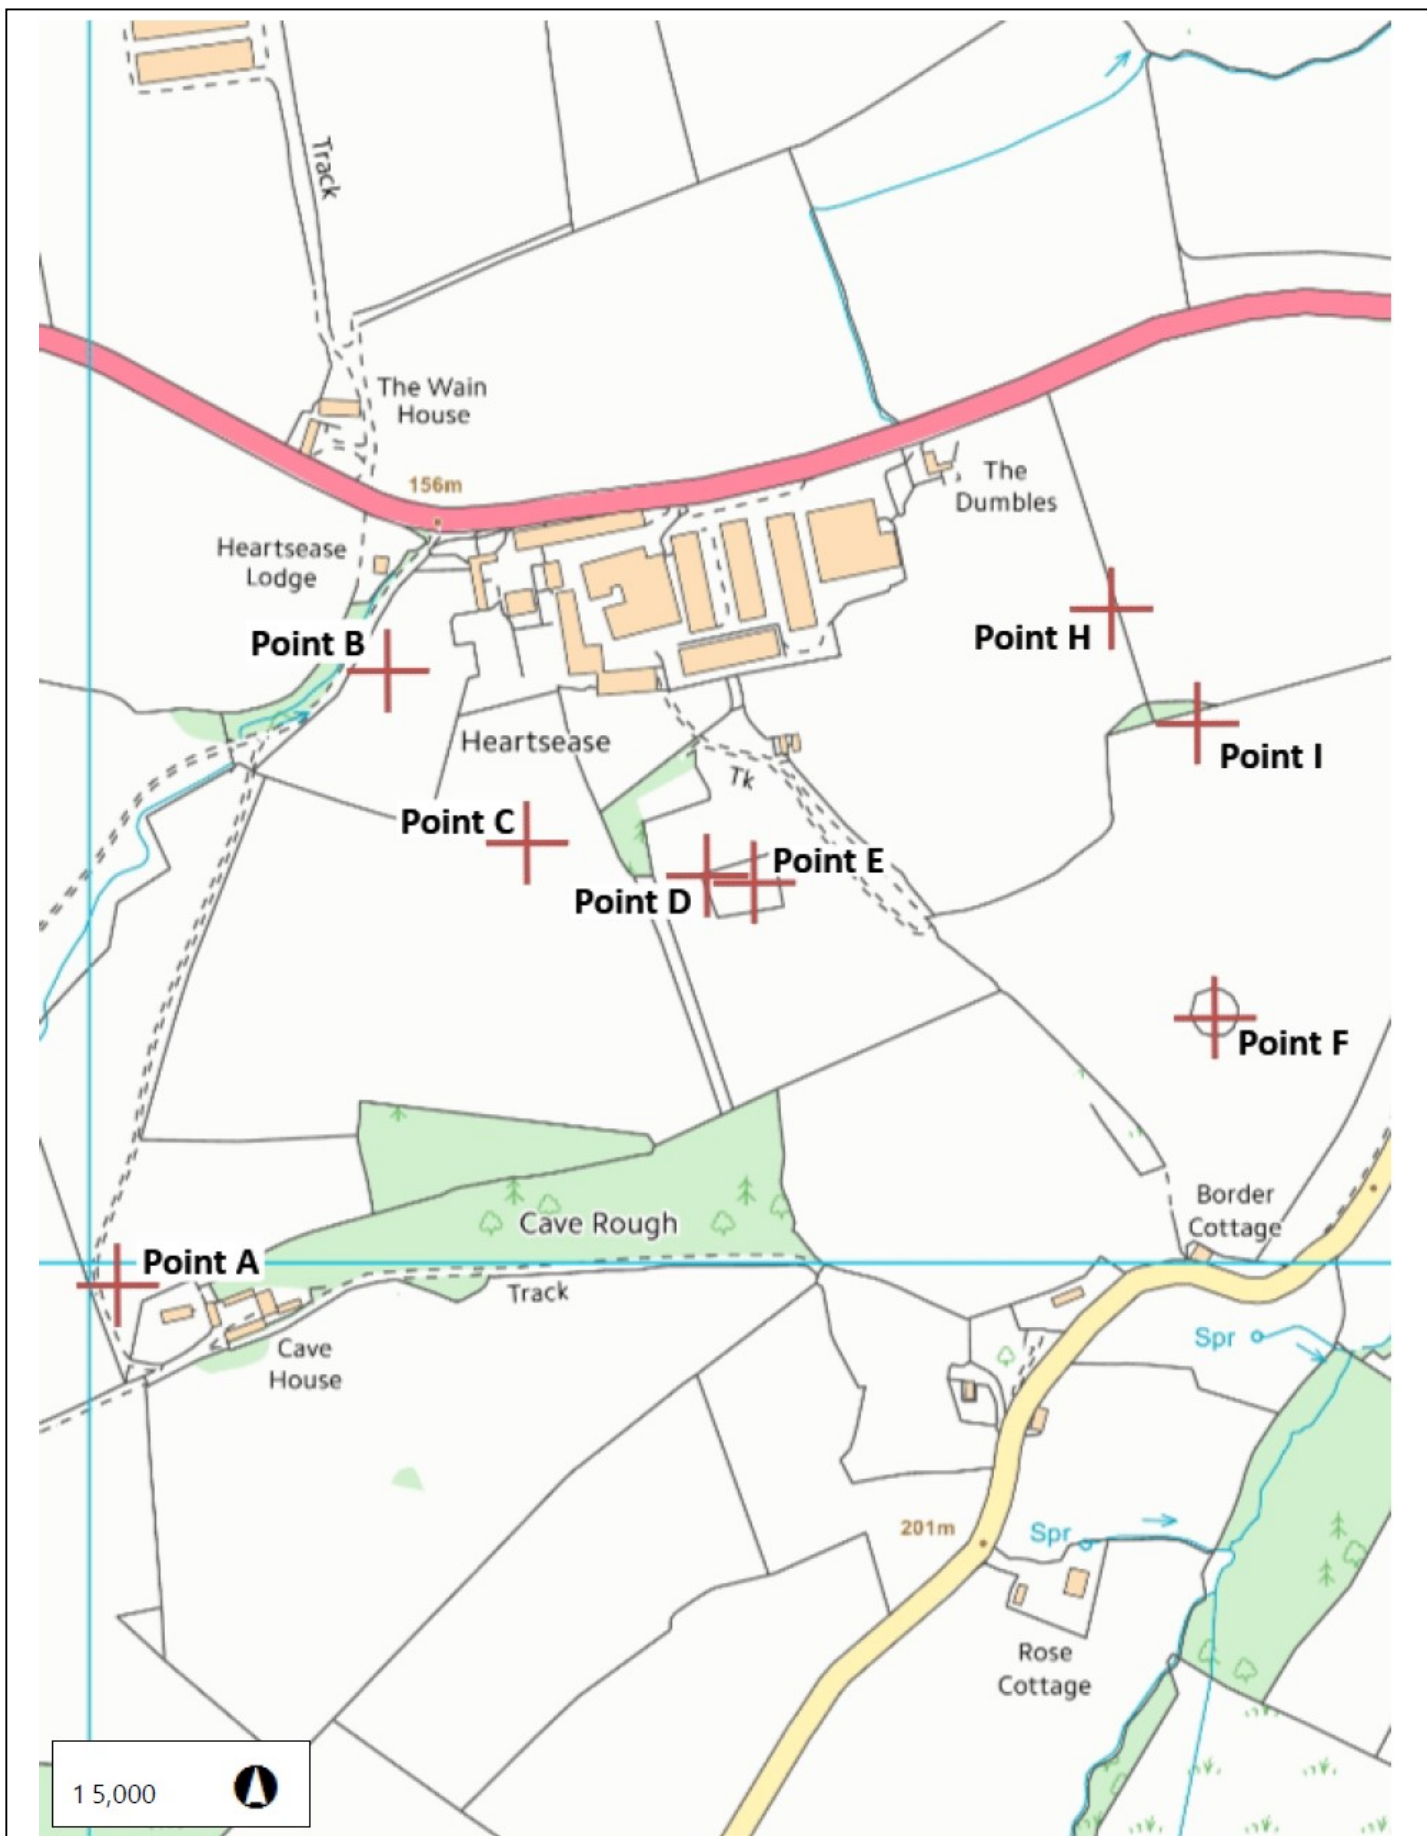 Track
The Wain
House
156m
The
Dumbles
Heartsease
Lodge
Point B
Point H
Heartsease
Point I
Tk
Point C
Point E
Point D
Point F
Border
Cottage
Cave Rough
Point A
Track
Spr
Cave
House
201m
Spr
Rose
Cottage
1 5,000